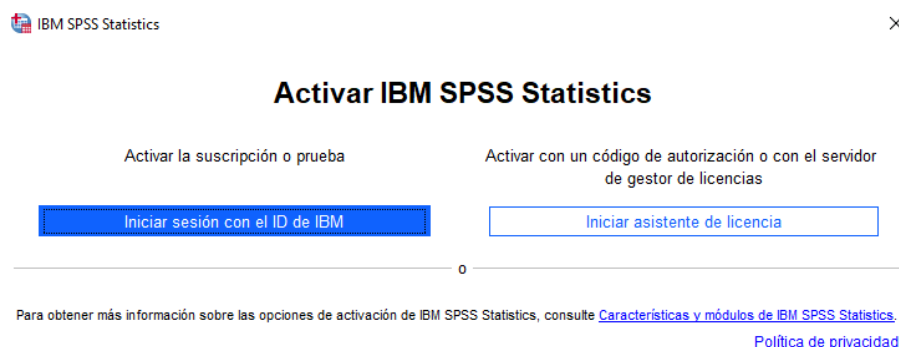 IBM SPSS Statistics
Activar IBM SPSS Statistics
Activar la suscripción o prueba
Iniciar sesión con el ID de IBM
Activar con un código de autorización o con el servidor
de gestor de licencias
Iniciar asistente de licencia
o
Para obtener más información sobre las opciones de activación de IBM SPSS Statistics, consulte Características y módulos de IBM SPSS Statistics.
Política de privacidad